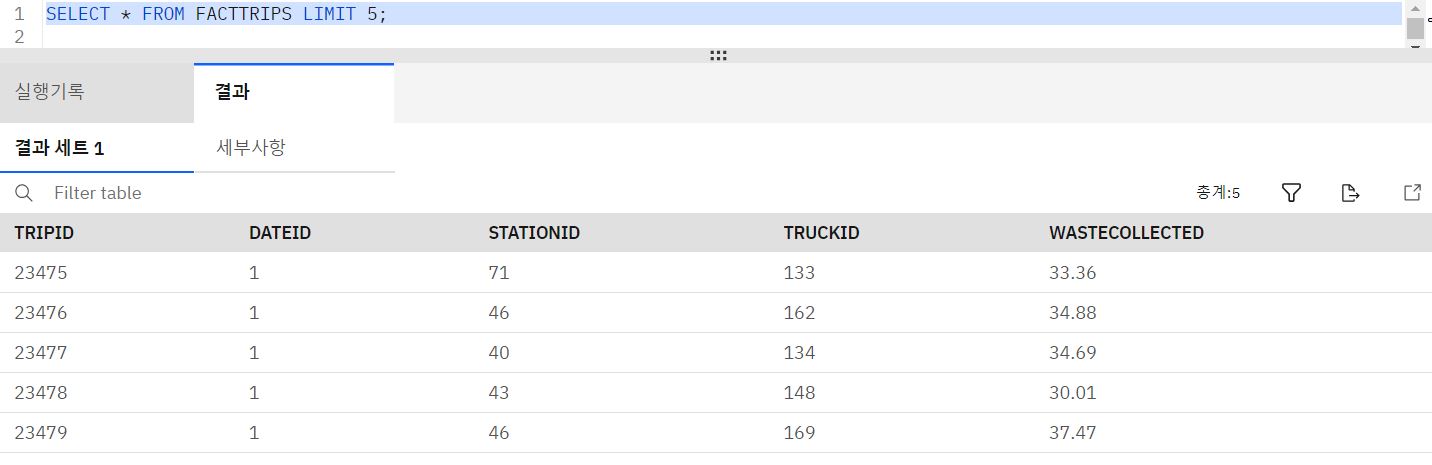 1 SELECT * FROM FACTTRIPS LIMIT 5;
2
실행기록 결과
결과 세트 1 세부사항
Filter table 총계:5
TRIPID DATEID STATIONID TRUCKID WASTECOLLECTED
23475 1 71 133 33.36
23476 1 46 162 34.88
23477 1 40 134 34.69
23478 1 43 148 30.01
23479 1 46 169 37.47